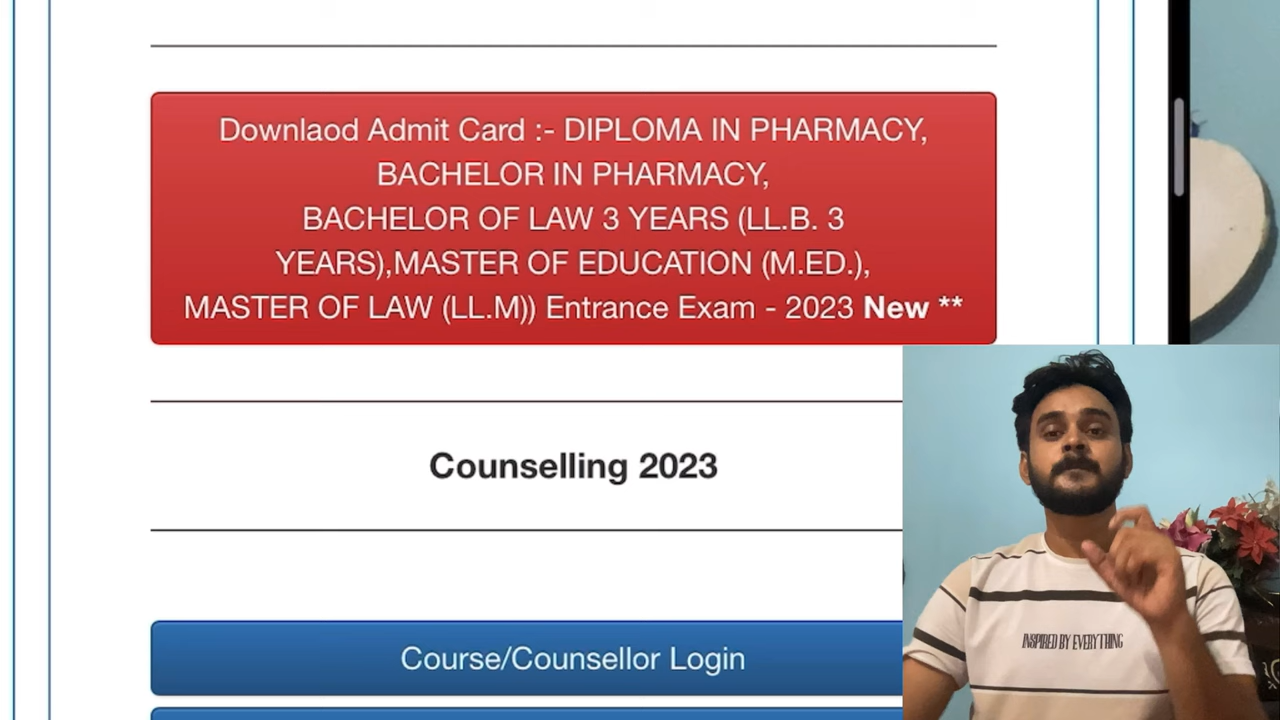 Downlaod Admit Card :- DIPLOMA IN PHARMACY,
BACHELOR IN PHARMACY,
BACHELOR OF LAW 3 YEARS (LL.B. 3
YEARS),MASTER OF EDUCATION (M.ED.),
MASTER OF LAW (LL.M)) Entrance Exam - 2023 New **
Counselling 2023
Course/Counsellor Login
INSPIRED BY EVERYTHING